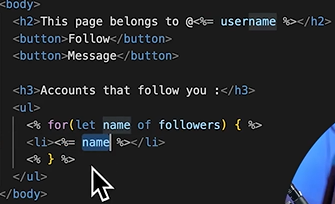 <body>
<h2>This page belongs to @<%= username %></h2>
<button>Follow</button>
<button>Message</button>
<h3>Accounts that follow you :</h3>
<ul>
<% for(let name of followers) { %>
<li><%= name %></li>
<% } %>
</ul>
</body>